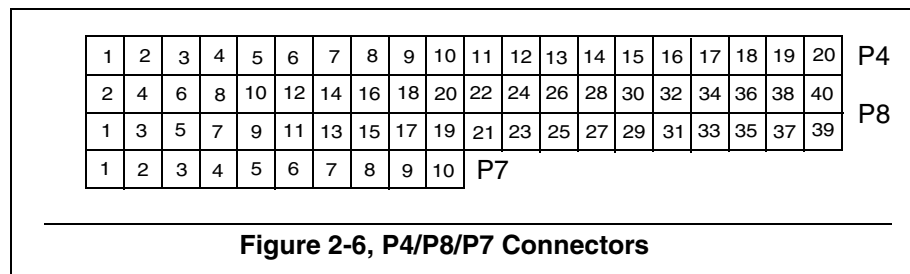 1 2 3 4 5 6 7 8 9 10 11 12 13 14 15 16 17 18 19 20 P4
2 4 6 8 10 12 14 16 18 20 22 24 26 28 30 32 34 36 38 40
P8
1 3 5 7 9 11 13 15 17 19 21 23 25 27 29 31 33 35 37 39
1 2 3 4 5 6 7 8 9 10 P7
Figure 2-6, P4/P8/P7 Connectors